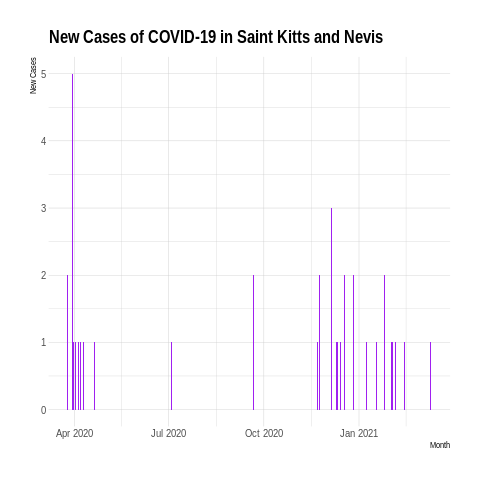 New Cases of COVID-19 in Saint Kitts and Nevis
New Cases
5
4
3
2
1
0
Apr 2020 Jul 2020 Oct 2020 Jan 2021
Month